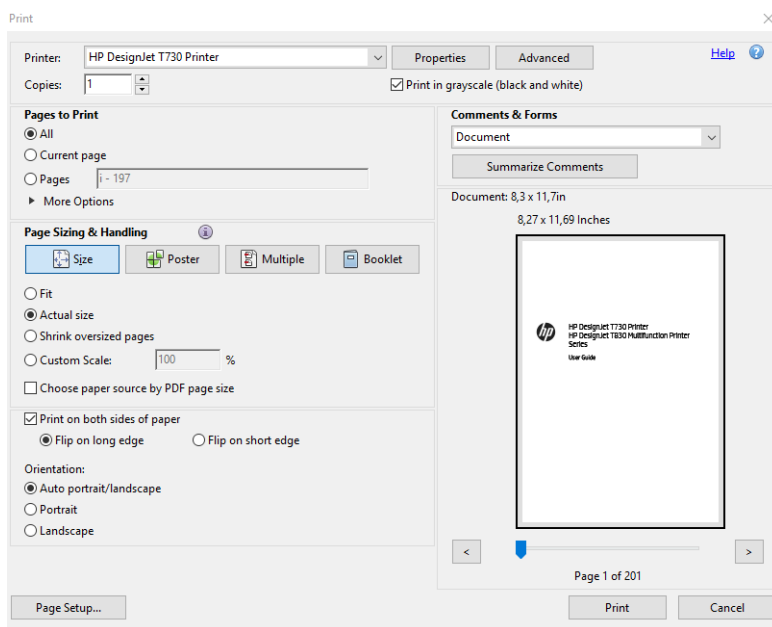 Print
Printer: HP DesignJet T730 Printer Properties Advanced Help ?
Copies: 1 Print in grayscale (black and white)
Pages to Print
All
Current page
Pages i - 197
More Options
Comments & Forms
Document
Summarize Comments
Page Sizing & Handling i
Size Poster Multiple Booklet
Fit
Actual size
Shrink oversized pages
Custom Scale: 100 %
Choose paper source by PDF page size
Print on both sides of paper
Flip on long edge Flip on short edge
Orientation:
Auto portrait/landscape
Portrait
Landscape
Document: 8,3 x 11,7in
8,27 x 11,69 Inches
hp
HP DesignJet T730 Printer
HP DesignJet T830 Multifunction Printer
Series
User Guide
< >
Page 1 of 201
Page Setup... Print Cancel